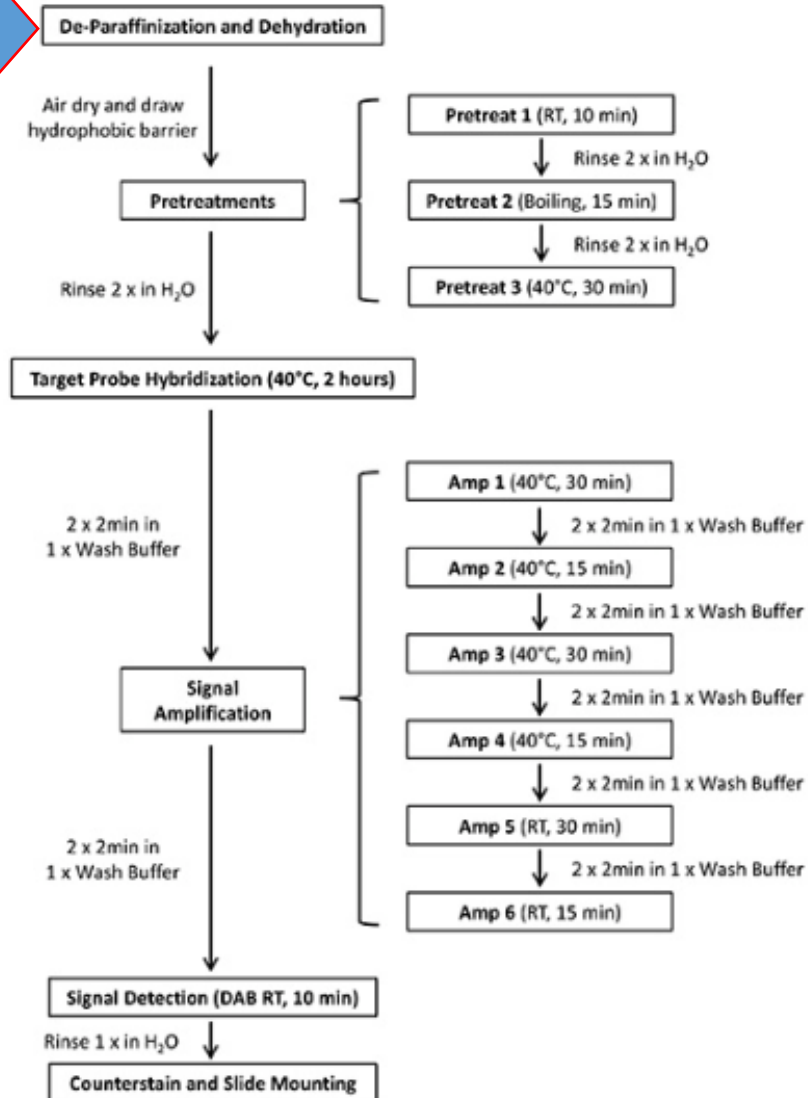 De-Paraffinization and Dehydration
Air dry and draw
hydrophobic barrier
Pretreatments
Pretreat 1 (RT, 10 min)
Rinse 2 x in H₂O
Pretreat 2 (Boiling, 15 min)
Rinse 2 x in H₂O
Pretreat 3 (40°C, 30 min)
Rinse 2 x in H₂O
Target Probe Hybridization (40°C, 2 hours)
2 x 2min in
1 x Wash Buffer
Signal
Amplification
Amp 1 (40°C, 30 min)
2 x 2min in 1 x Wash Buffer
Amp 2 (40°C, 15 min)
2 x 2min in 1 x Wash Buffer
Amp 3 (40°C, 30 min)
2 x 2min in 1 x Wash Buffer
Amp 4 (40°C, 15 min)
2 x 2min in 1 x Wash Buffer
Amp 5 (RT, 30 min)
2 x 2min in 1 x Wash Buffer
Amp 6 (RT, 15 min)
2 x 2min in
1 x Wash Buffer
Signal Detection (DAB RT, 10 min)
Rinse 1 x in H₂O
Counterstain and Slide Mounting